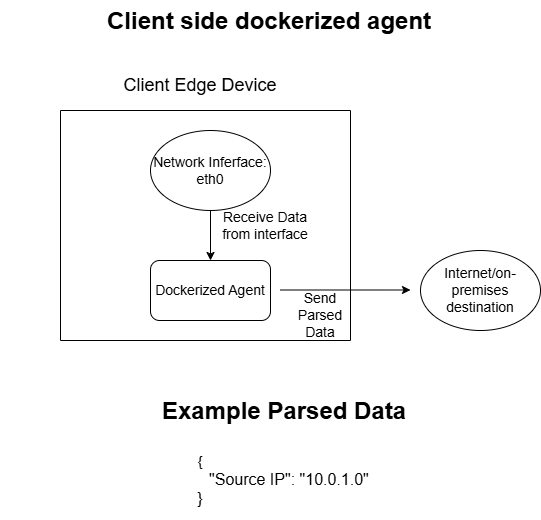 Client side dockerized agent
Client Edge Device
Network Inferface:
eth0
Receive Data
from interface
Dockerized Agent
Send
Parsed
Data
Internet/on-
premises
destination
Example Parsed Data
{
"Source IP": "10.0.1.0"
}